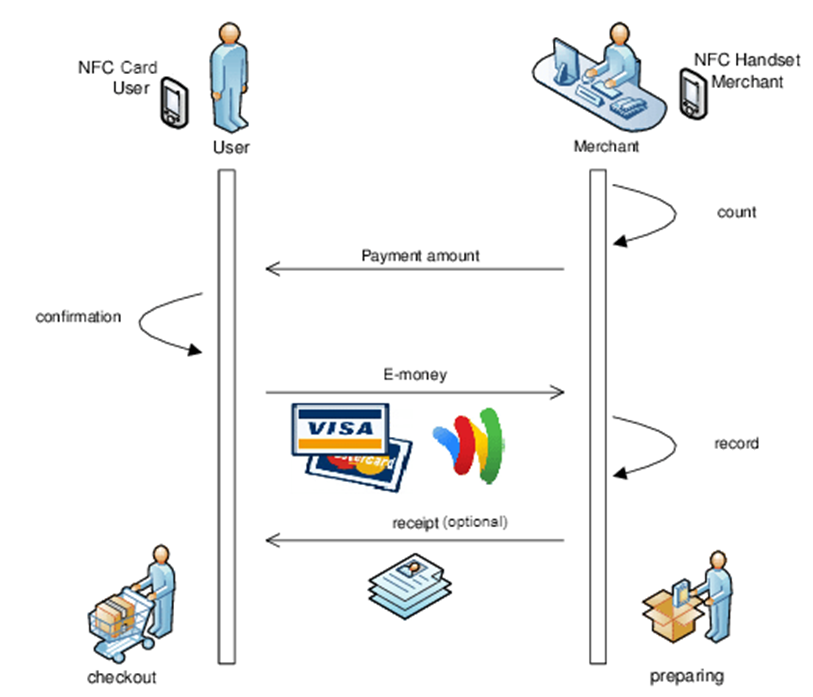 NFC Card
User
NFC Handset
Merchant
User
Merchant
count
Payment amount
confirmation
E-money
VISA
MasterCard
record
receipt (optional)
checkout
preparing